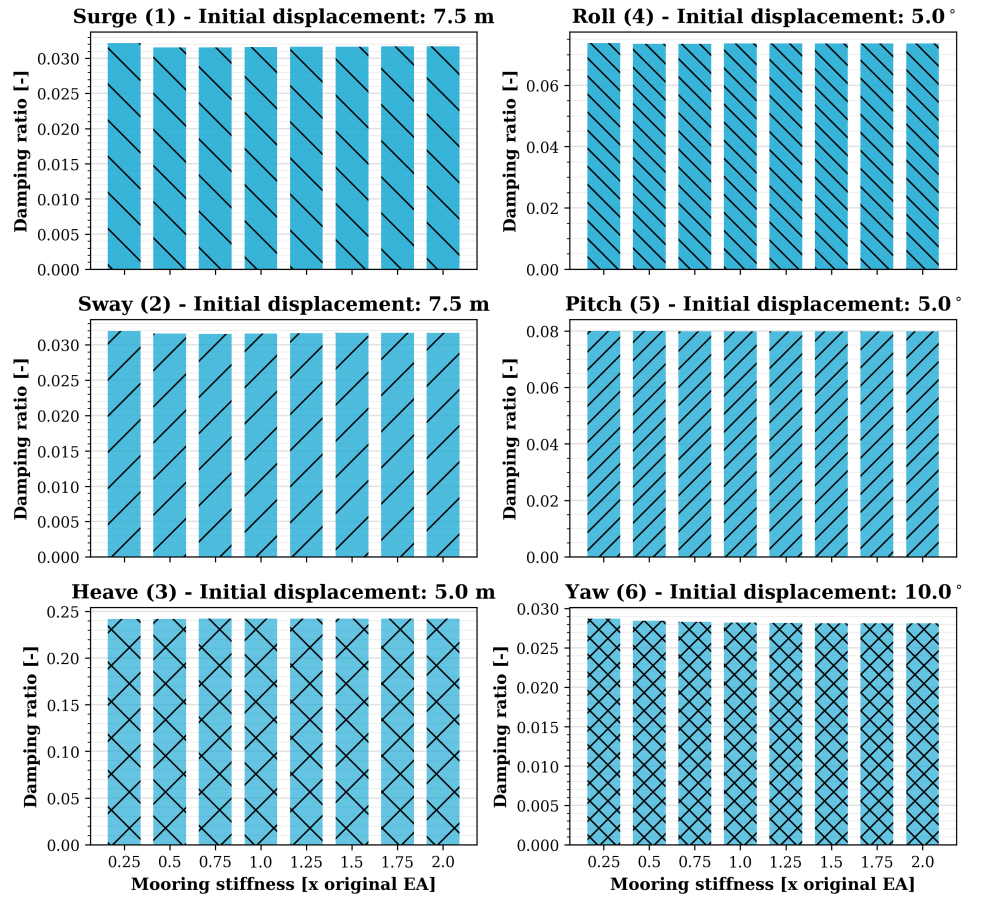 Surge (1) - Initial displacement: 7.5 m
Damping ratio [-]
0.030
0.025
0.020
0.015
0.010
0.005
0.000
Roll (4) - Initial displacement: 5.0°
Damping ratio [-]
0.06
0.04
0.02
0.00
Sway (2) - Initial displacement: 7.5 m
Damping ratio [-]
0.030
0.025
0.020
0.015
0.010
0.005
0.000
Pitch (5) - Initial displacement: 5.0°
Damping ratio [-]
0.08
0.06
0.04
0.02
0.00
Heave (3) - Initial displacement: 5.0 m
Damping ratio [-]
0.25
0.20
0.15
0.10
0.05
0.00
0.25 0.5 0.75 1.0 1.25 1.5 1.75 2.0
Mooring stiffness [x original EA]
Yaw (6) - Initial displacement: 10.0°
Damping ratio [-]
0.030
0.025
0.020
0.015
0.010
0.005
0.000
0.25 0.5 0.75 1.0 1.25 1.5 1.75 2.0
Mooring stiffness [x original EA]